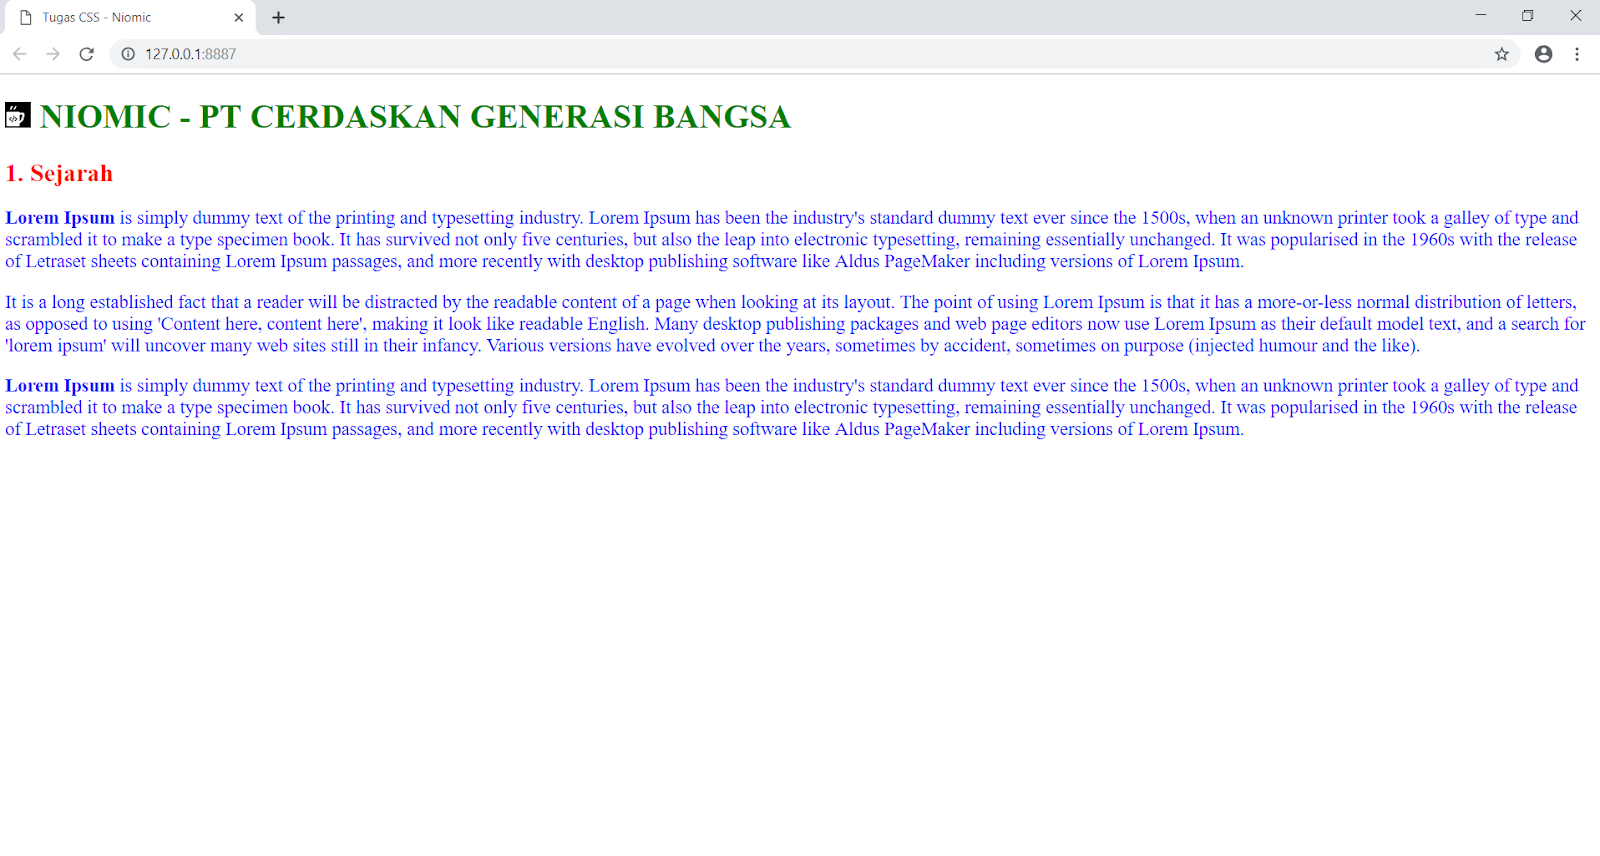 Tugas CSS - Niomic
127.0.0.1:8887
NIOMIC - PT CERDASKAN GENERASI BANGSA
1. Sejarah
Lorem Ipsum is simply dummy text of the printing and typesetting industry. Lorem Ipsum has been the industry's standard dummy text ever since the 1500s, when an unknown printer took a galley of type and
scrambled it to make a type specimen book. It has survived not only five centuries, but also the leap into electronic typesetting, remaining essentially unchanged. It was popularised in the 1960s with the release
of Letraset sheets containing Lorem Ipsum passages, and more recently with desktop publishing software like Aldus PageMaker including versions of Lorem Ipsum.
It is a long established fact that a reader will be distracted by the readable content of a page when looking at its layout. The point of using Lorem Ipsum is that it has a more-or-less normal distribution of letters,
as opposed to using 'Content here, content here', making it look like readable English. Many desktop publishing packages and web page editors now use Lorem Ipsum as their default model text, and a search for
'lorem ipsum' will uncover many web sites still in their infancy. Various versions have evolved over the years, sometimes by accident, sometimes on purpose (injected humour and the like).
Lorem Ipsum is simply dummy text of the printing and typesetting industry. Lorem Ipsum has been the industry's standard dummy text ever since the 1500s, when an unknown printer took a galley of type and
scrambled it to make a type specimen book. It has survived not only five centuries, but also the leap into electronic typesetting, remaining essentially unchanged. It was popularised in the 1960s with the release
of Letraset sheets containing Lorem Ipsum passages, and more recently with desktop publishing software like Aldus PageMaker including versions of Lorem Ipsum.